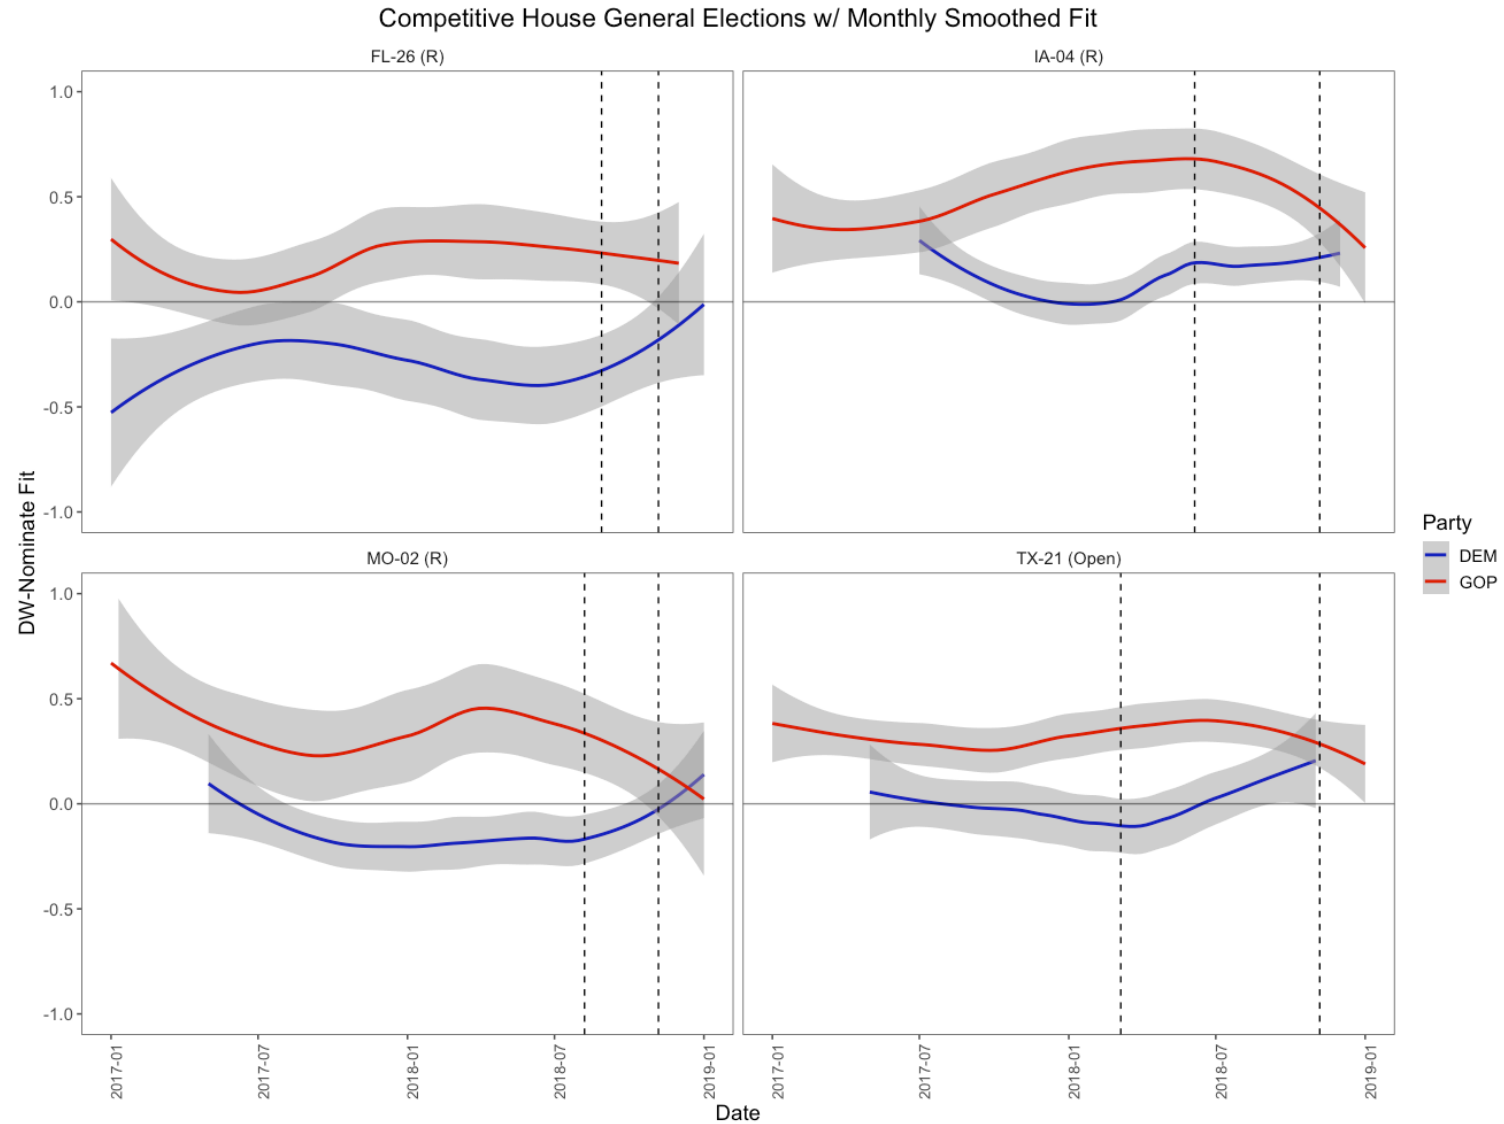 Competitive House General Elections w/ Monthly Smoothed Fit
FL-26 (R)
IA-04 (R)
1.0
0.5
0.0
-0.5
-1.0
MO-02 (R)
TX-21 (Open)
1.0
0.5
0.0
-0.5
-1.0
DW-Nominate Fit
2017-01
2017-07
2018-01
2018-07
2019-01
2017-01
2017-07
2018-01
2018-07
2019-01
Date
Party
DEM
GOP